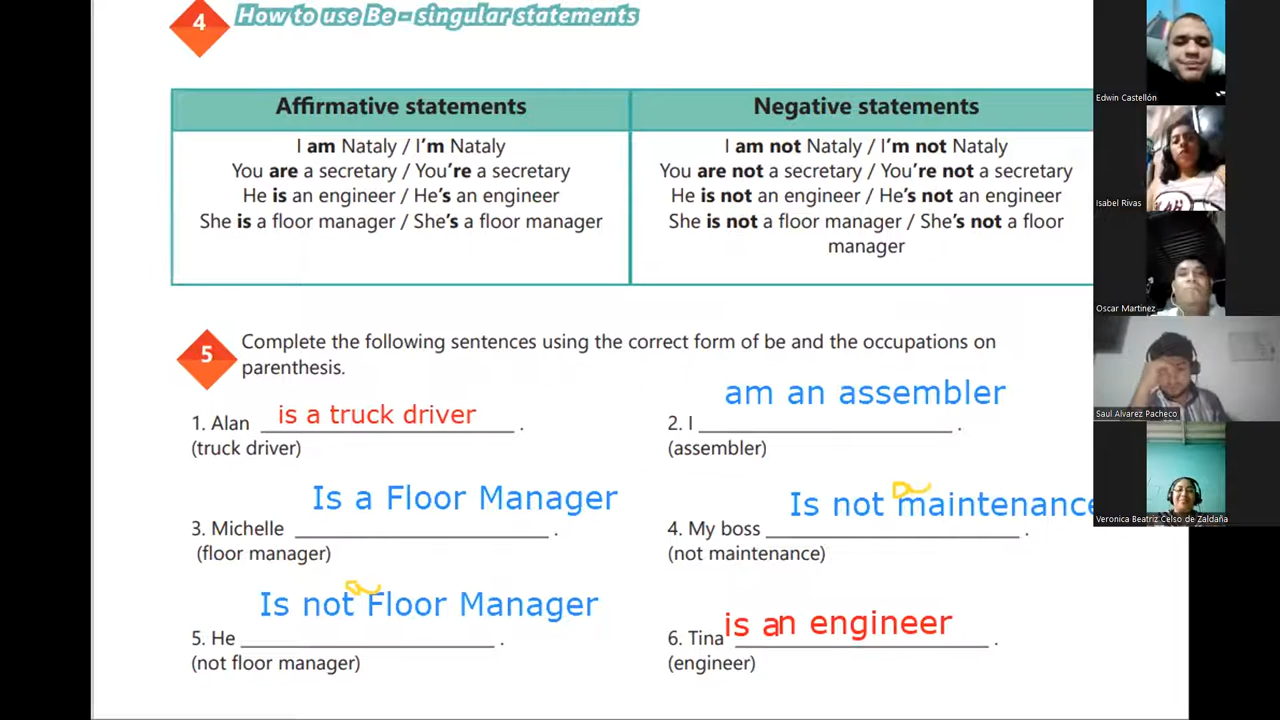 4
How to use Be - singular statements
Affirmative statements
Negative statements
I am Nataly / I'm Nataly
You are a secretary / You're a secretary
He is an engineer / He's an engineer
She is a floor manager / She's a floor manager
I am not Nataly / I'm not Nataly
You are not a secretary / You're not a secretary
He is not an engineer / He's not an engineer
She is not a floor manager / She's not a floor
manager
5
Complete the following sentences using the correct form of be and the occupations on
parenthesis.
1. Alan is a truck driver .
(truck driver)
am an assembler
2. I .
(assembler)
Is a Floor Manager
3. Michelle .
(floor manager)
a
Is not maintenance
4. My boss .
(not maintenance)
a
Is not Floor Manager
5. He .
(not floor manager)
is an engineer
6. Tina .
(engineer)
Edwin Castellón
Isabel Rivas
Oscar Martinez
Saul Alvarez Pacheco
Veronica Beatriz Celso de Zaldaña